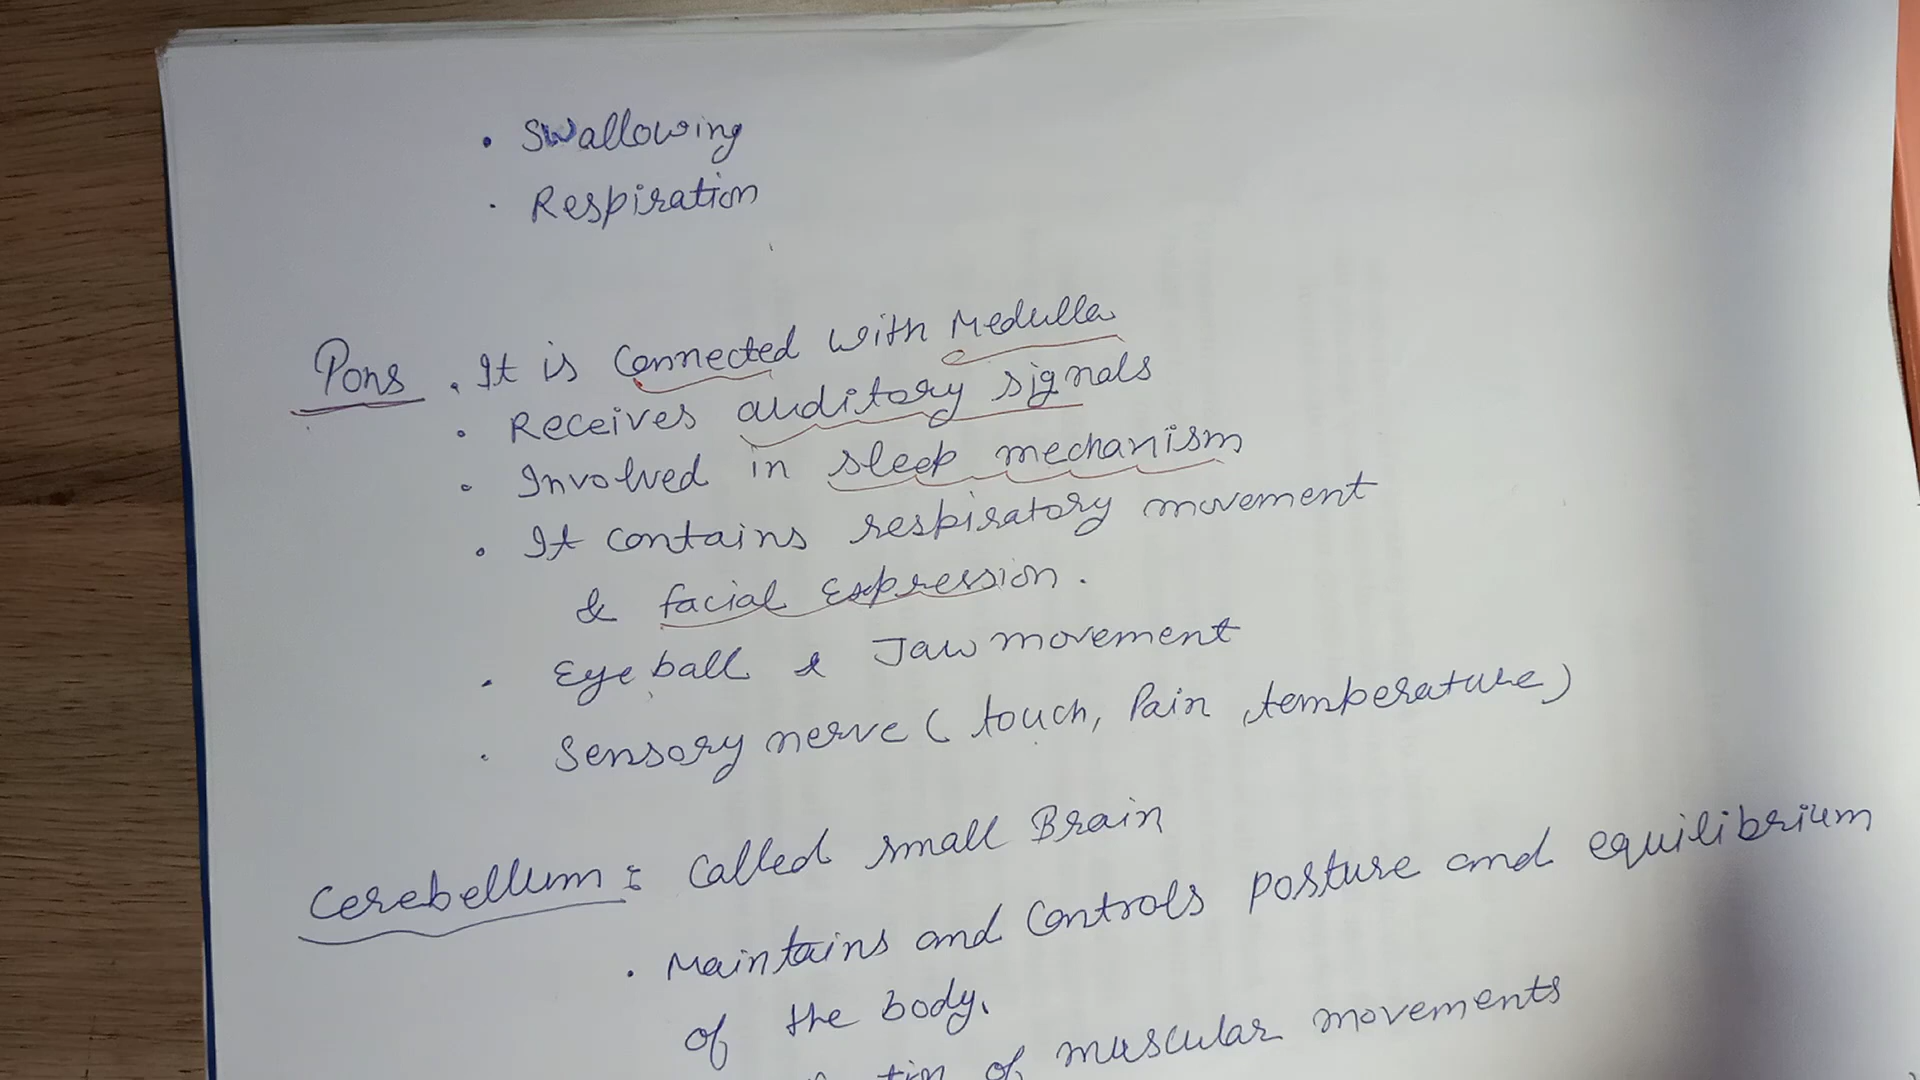 • Swallowing
• Respiration
Pons • It is Connected with Medulla
• Receives auditory signals
• Involved in sleep mechanism
• It contains respiratory movement
& facial Expression.
• Eye ball & Jaw movement
• Sensory nerve ( touch, Pain, temperature)
Cerebellum : Called small Brain
• Maintains and Controls posture and equilibrium
of the body.
of muscular movements